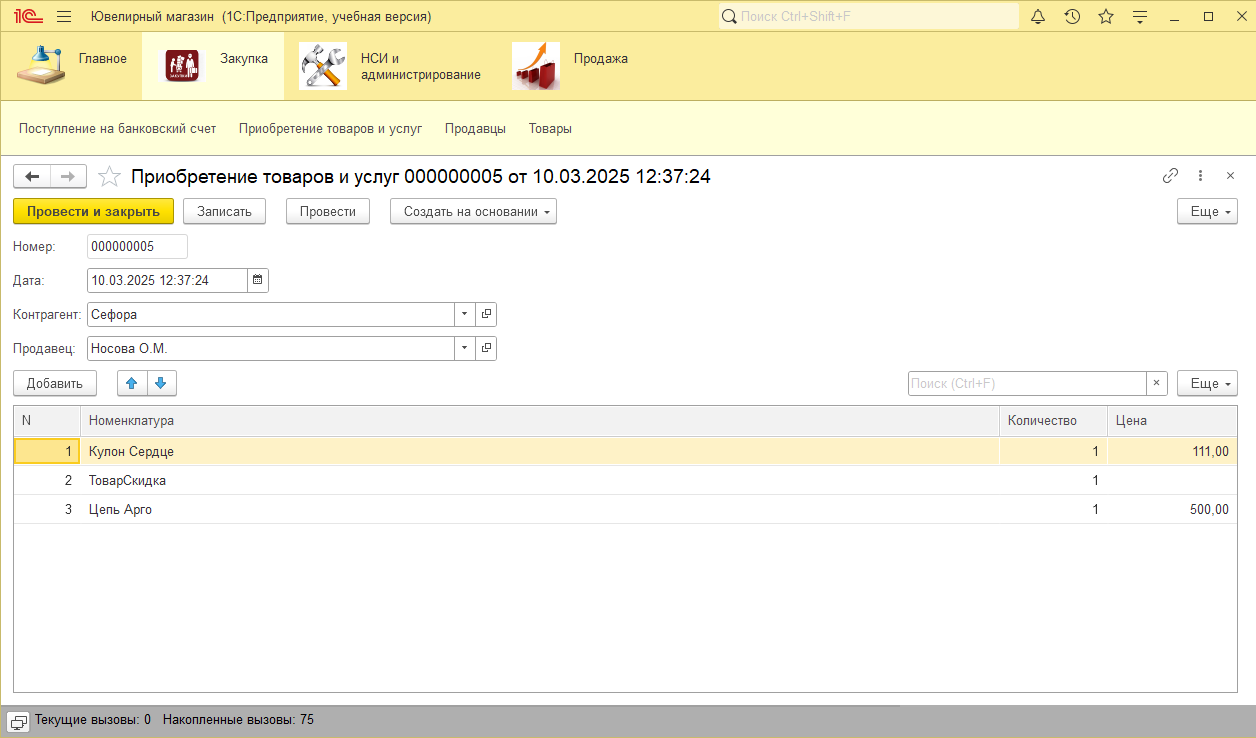 1С Ювелирный магазин (1С:Предприятие, учебная версия) Поиск Ctrl+Shift+F
Главное
ЗАКУПКИ
Закупка
НСИ и
администрирование
Продажа
Поступление на банковский счет Приобретение товаров и услуг Продавцы Товары
Приобретение товаров и услуг 000000005 от 10.03.2025 12:37:24
Провести и закрыть Записать Провести Создать на основании Еще
Номер: 000000005
Дата: 10.03.2025 12:37:24
Контрагент: Сефора
Продавец: Носова О.М.
Добавить Поиск (Ctrl+F) × Еще
N Номенклатура Количество Цена
1 Кулон Сердце 1 111,00
2 ТоварСкидка 1
3 Цепь Арго 1 500,00
Текущие вызовы: 0 Накопленные вызовы: 75